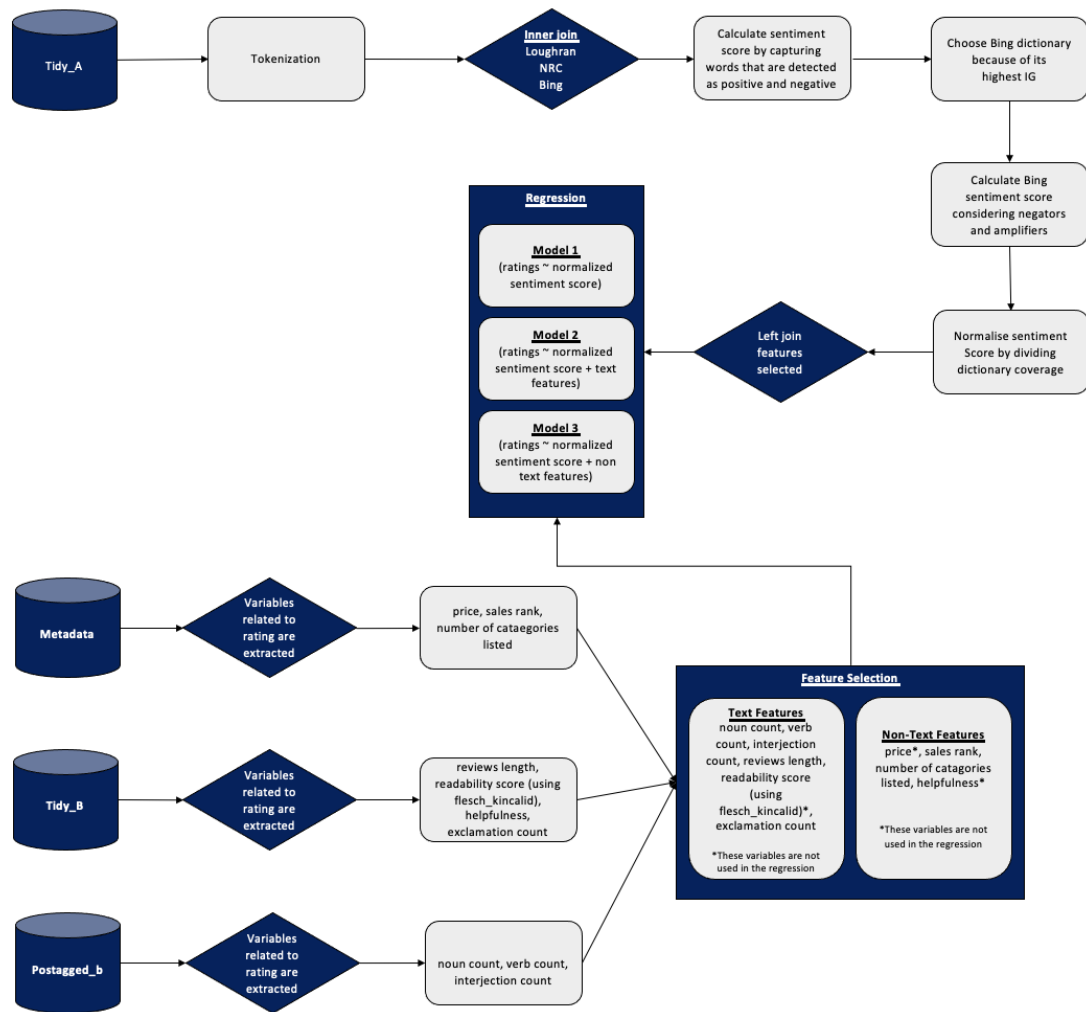 Tidy_A
Tokenization
Inner join
Loughran
NRC
Bing
Calculate sentiment
score by capturing
words that are detected
as positive and negative
Choose Bing dictionary
because of its
highest IG
Calculate Bing
sentiment score
considering negators
and amplifiers
Normalise sentiment
Score by dividing
dictionary coverage
Left join
features
selected
Regression
Model 1
(ratings ~ normalized
sentiment score)
Model 2
(ratings ~ normalized
sentiment score + text
features)
Model 3
(ratings ~ normalized
sentiment score + non
text features)
Metadata
Variables
related to
rating are
extracted
price, sales rank,
number of cataegories
listed
Tidy_B
Variables
related to
rating are
extracted
reviews length,
readability score (using
flesch_kincalid),
helpfulness,
exclamation count
Postagged_b
Variables
related to
rating are
extracted
noun count, verb count,
interjection count
Feature Selection
Text Features
noun count, verb
count, interjection
count, reviews length,
readability score
(using
flesch_kincalid)*,
exclamation count
*These variables are not
used in the regression
Non-Text Features
price*, sales rank,
number of catagories
listed, helpfulness*
*These variables are not
used in the regression